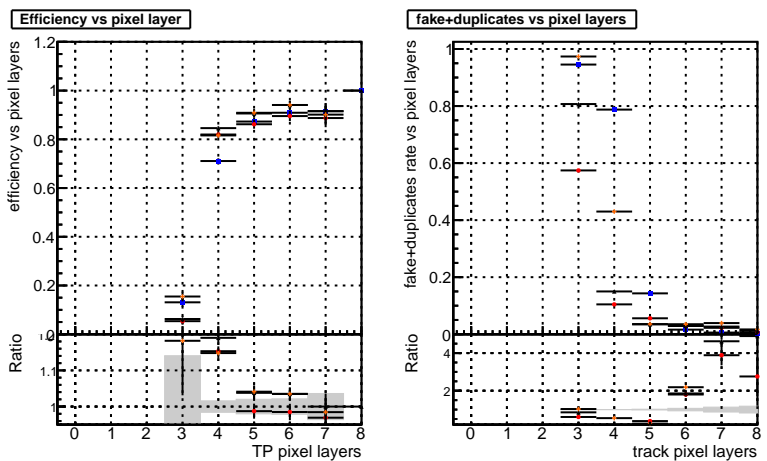 Efficiency vs pixel layer
efficiency vs pixel layers
1.2
1
0.8
0.6
0.4
0.2
0
Ratio
1.2
1.1
1
0 1 2 3 4 5 6 7 8
TP pixel layers
fake+duplicates vs pixel layers
fake+duplicates rate vs pixel layers
1
0.8
0.6
0.4
0.2
0
Ratio
4
2
0 1 2 3 4 5 6 7 8
track pixel layers